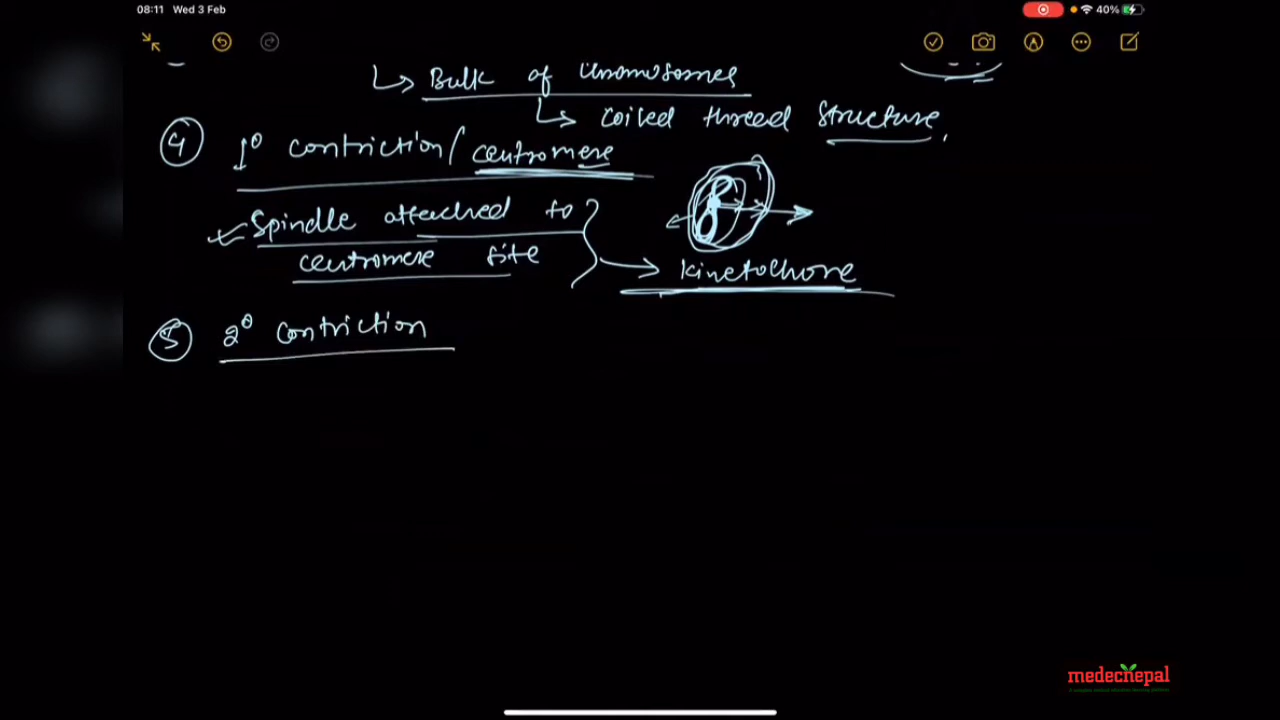 08:11 Wed 3 Feb 40%
↳ Bulk of chromosomes
↳ coiled thread structure.
④ 1° contriction/centromere
Spindle attached to
centromere site
→ kinetochore
⑤ 2° contriction
medecnepal